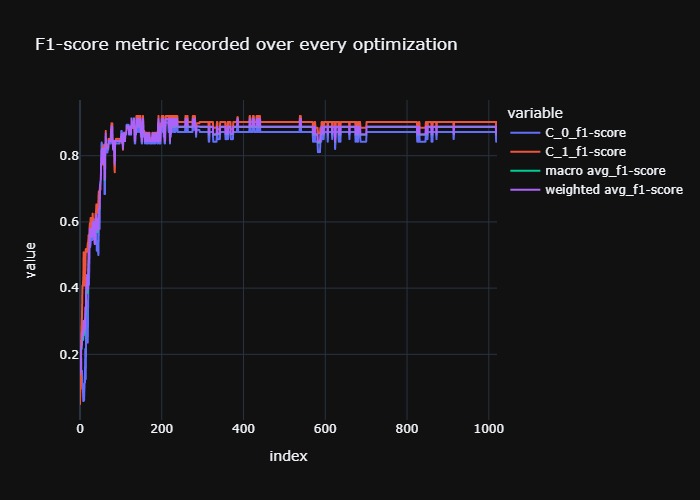 F1-score metric recorded over every optimization
variable
C_0_f1-score
C_1_f1-score
macro avg_f1-score
weighted avg_f1-score
value
0.8
0.6
0.4
0.2
0 200 400 600 800 1000
index